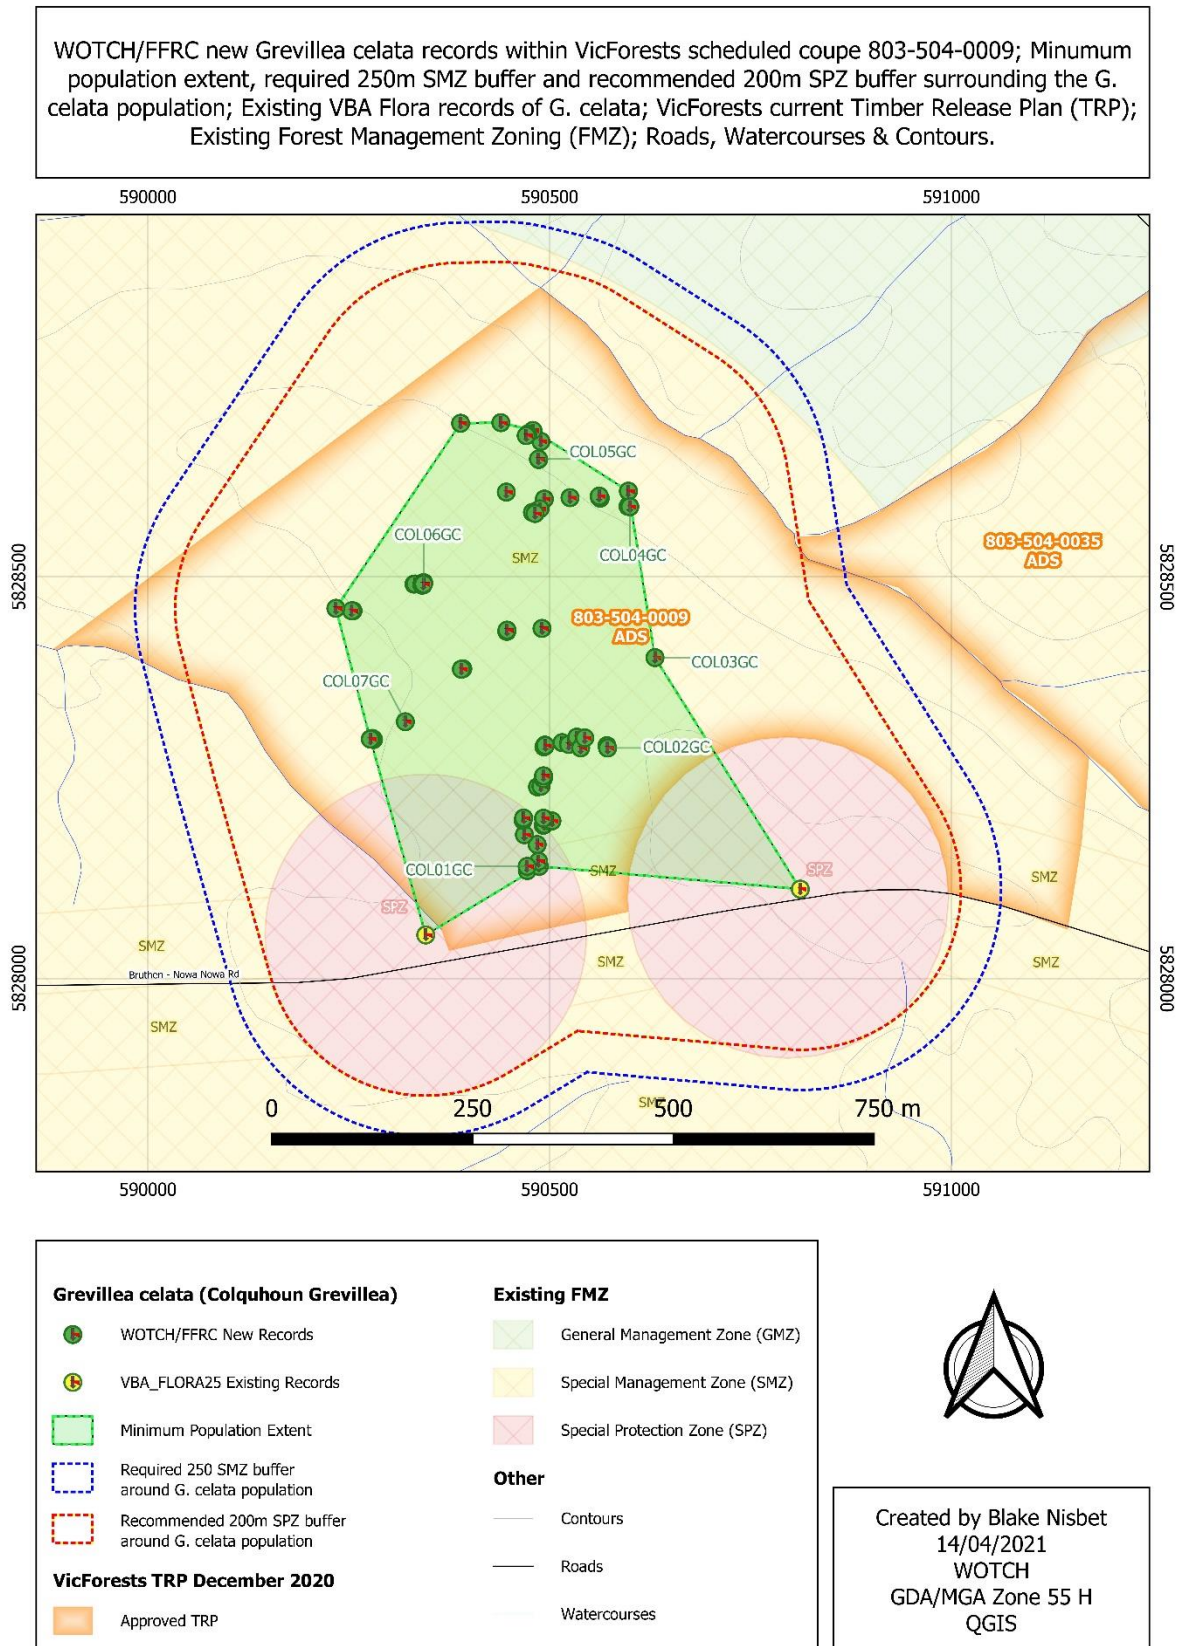 WOTCH/FFRC new Grevillea celata records within VicForests scheduled coupe 803-504-0009; Minumum
population extent, required 250m SMZ buffer and recommended 200m SPZ buffer surrounding the G.
celata population; Existing VBA Flora records of G. celata; VicForests current Timber Release Plan (TRP);
Existing Forest Management Zoning (FMZ); Roads, Watercourses & Contours.
590000 590500 591000
COL05GC
COL06GC
COL04GC
SMZ
803-504-0035
ADS
5828500 5828500
803-504-0009
ADS
COL03GC
COL07GC
COL02GC
COL01GC
SMZ
SPZ
SMZ
SPZ
SMZ
SMZ
SMZ
Bruthen - Nowa Nowa Rd
5828000 5828000
SMZ
SMZ
0 250 500 750 m
590000 590500 591000
Grevillea celata (Colquhoun Grevillea)
WOTCH/FFRC New Records
VBA_FLORA25 Existing Records
Minimum Population Extent
Required 250 SMZ buffer
around G. celata population
Recommended 200m SPZ buffer
around G. celata population
VicForests TRP December 2020
Approved TRP
Existing FMZ
General Management Zone (GMZ)
Special Management Zone (SMZ)
Special Protection Zone (SPZ)
Other
Contours
Roads
Watercourses
Created by Blake Nisbet
14/04/2021
WOTCH
GDA/MGA Zone 55 H
QGIS